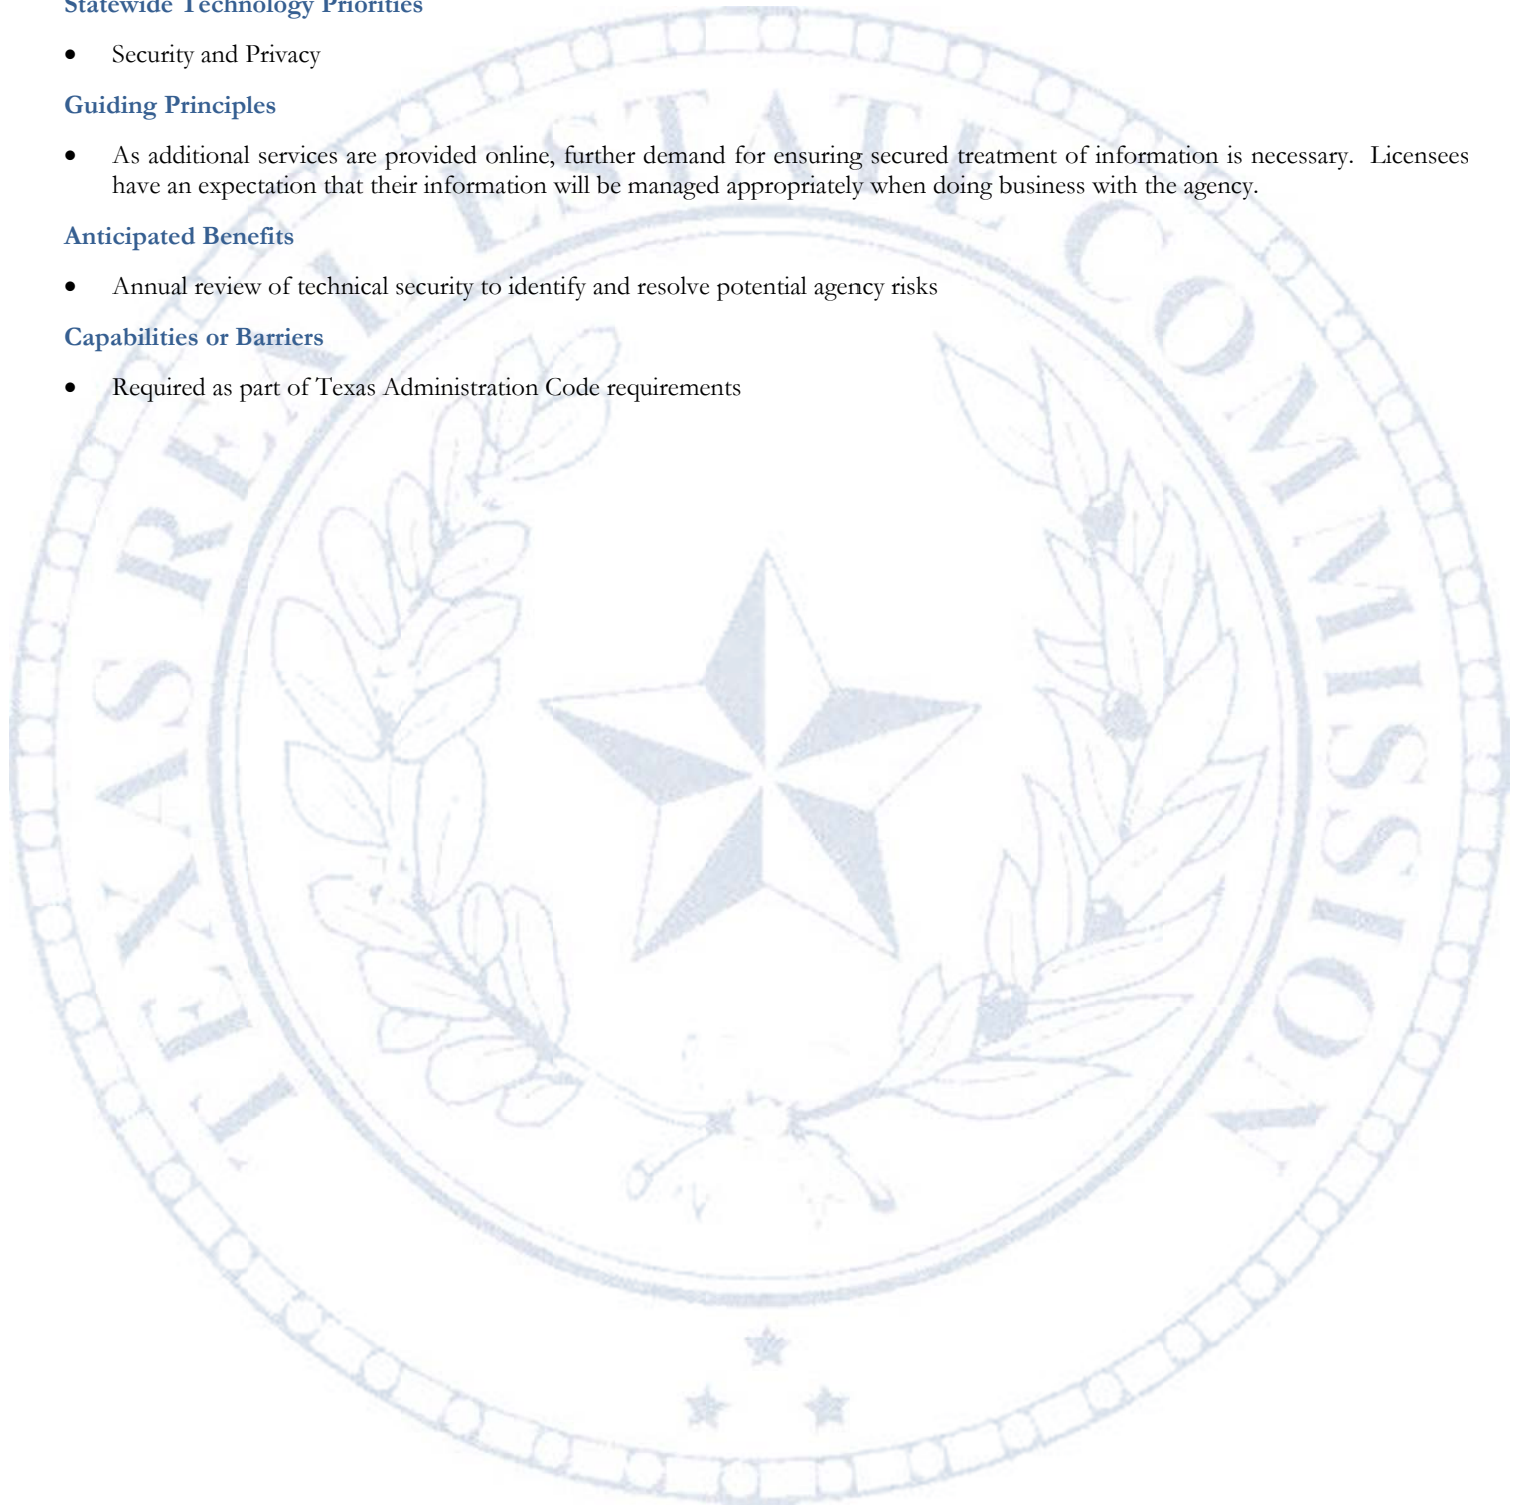 Statewide Technology Priorities
• Security and Privacy
Guiding Principles
• As additional services are provided online, further demand for ensuring secured treatment of information is necessary. Licensees
have an expectation that their information will be managed appropriately when doing business with the agency.
Anticipated Benefits
• Annual review of technical security to identify and resolve potential agency risks
Capabilities or Barriers
• Required as part of Texas Administration Code requirements
TEXAS REAL ESTATE COMMISSION